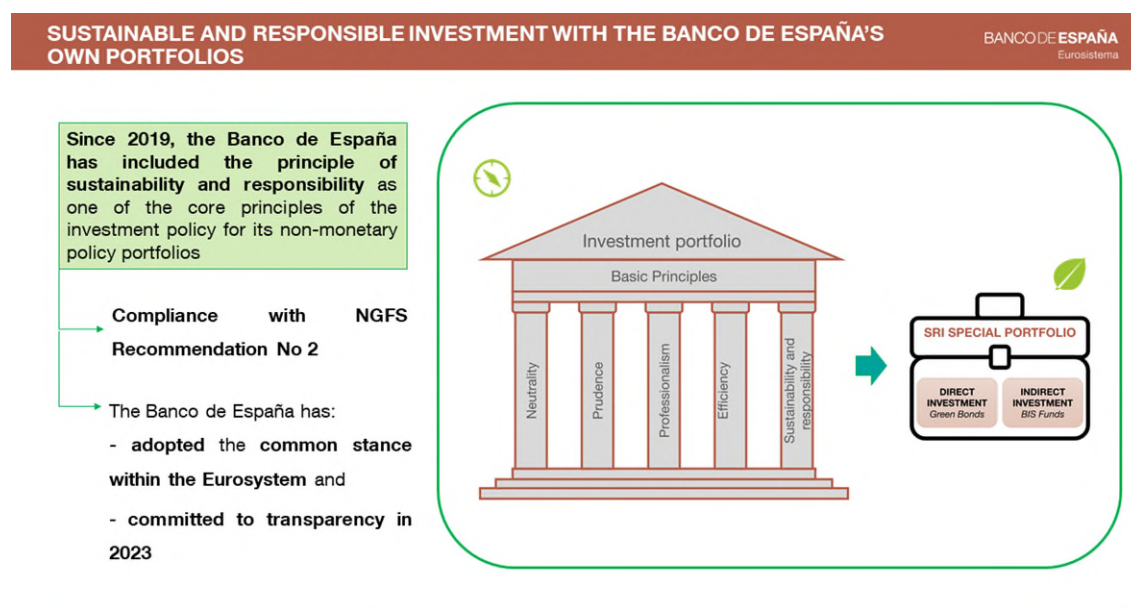 SUSTAINABLE AND RESPONSIBLE INVESTMENT WITH THE BANCO DE ESPAÑA'S
OWN PORTFOLIOS
BANCO DE ESPAÑA
Eurosistema
Since 2019, the Banco de España
has included the principle of
sustainability and responsibility as
one of the core principles of the
investment policy for its non-monetary
policy portfolios
Compliance with NGFS
Recommendation No 2
The Banco de España has:
- adopted the common stance
within the Eurosystem and
- committed to transparency in
2023
Investment portfolio
Basic Principles
Neutrality
Prudence
Professionalism
Efficiency
Sustainability and
responsibility
SRI SPECIAL PORTFOLIO
DIRECT
INVESTMENT
Green Bonds
INDIRECT
INVESTMENT
BIS Funds